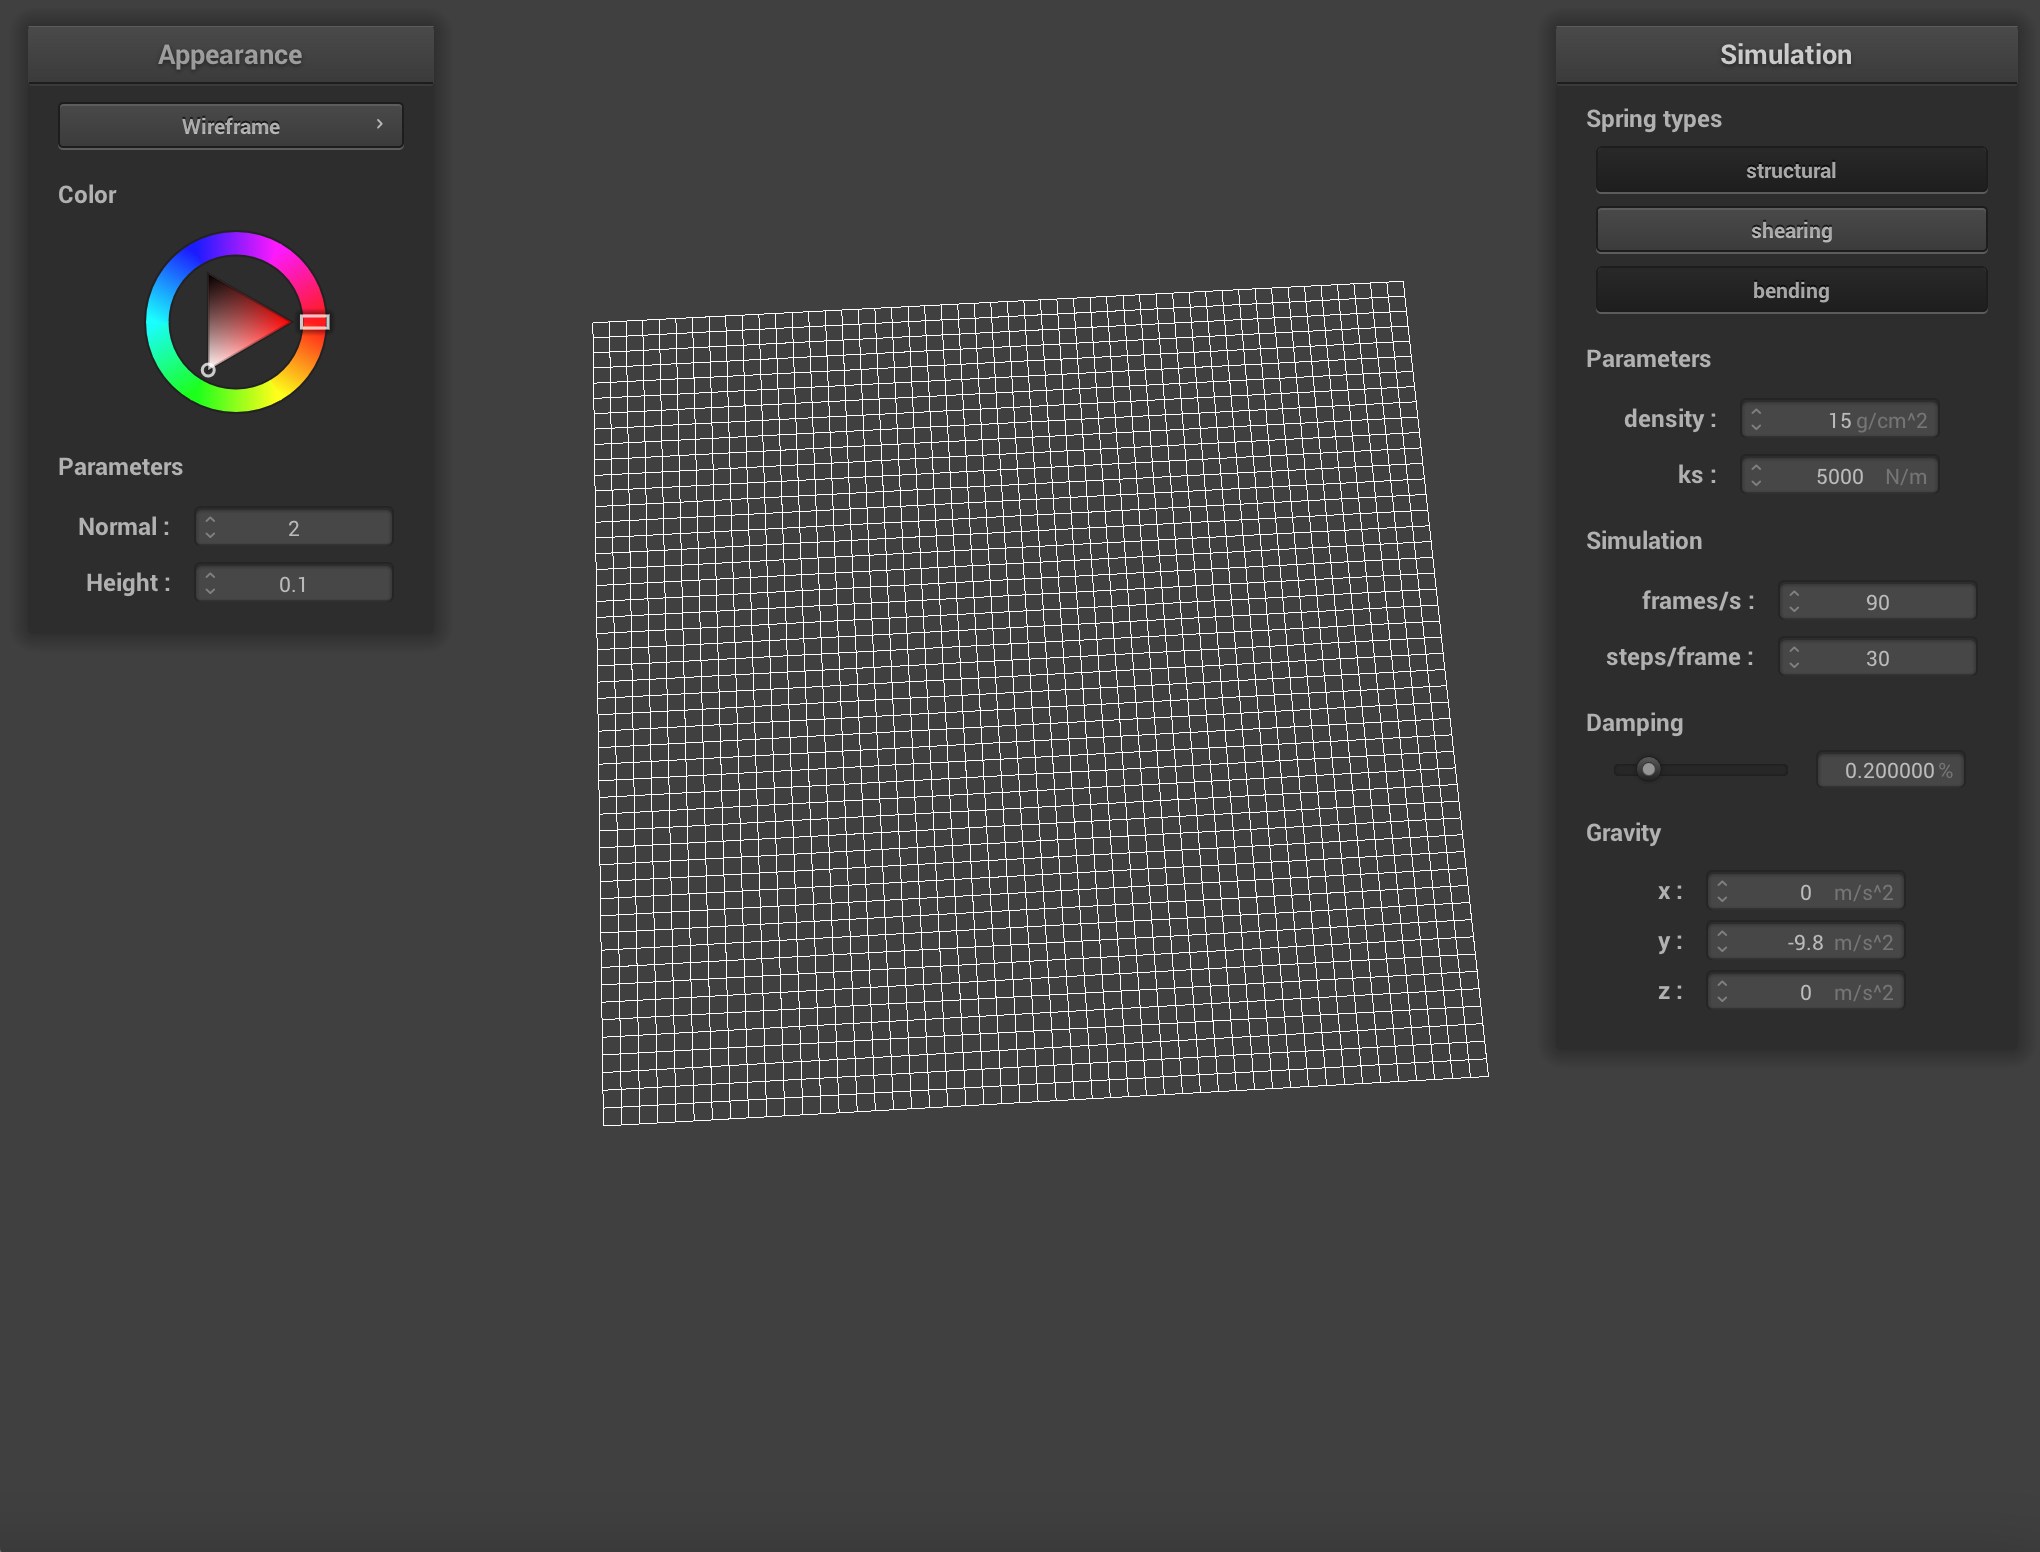 Appearance
Wireframe
Color
Parameters
Normal : 2
Height : 0.1
Simulation
Spring types
structural
shearing
bending
Parameters
density : 15 g/cm^2
ks : 5000 N/m
Simulation
frames/s : 90
steps/frame : 30
Damping
0.200000 %
Gravity
x : 0 m/s^2
y : -9.8 m/s^2
z : 0 m/s^2